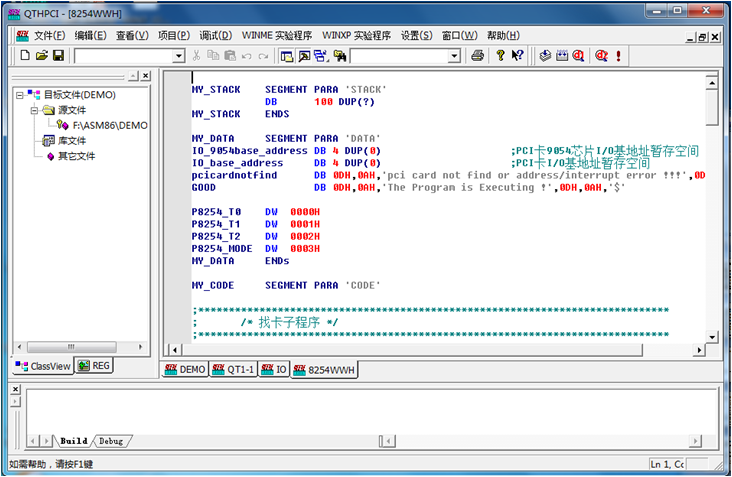 QTHPCI - [8254WWH]
文件(F) 编辑(E) 查看(V) 项目(P) 调试(D) WINME 实验程序 WINXP 实验程序 设置(S) 窗口(W) 帮助(H)
目标文件(DEMO)
源文件
F:\ASM86\DEMO
库文件
其它文件
ClassView REG
MY_STACK SEGMENT PARA 'STACK'
DB 100 DUP(?)
MY_STACK ENDS
MY_DATA SEGMENT PARA 'DATA'
IO_9054base_address DB 4 DUP(0) ;PCI卡9054芯片I/O基地址暂存空间
IO_base_address DB 4 DUP(0) ;PCI卡I/O基地址暂存空间
pcicardnotfind DB 0DH,0AH,'pci card not find or address/interrupt error !!!',0D
GOOD DB 0DH,0AH,'The Program is Executing !',0DH,0AH,'$'
P8254_T0 DW 0000H
P8254_T1 DW 0001H
P8254_T2 DW 0002H
P8254_MODE DW 0003H
MY_DATA ENDs
MY_CODE SEGMENT PARA 'CODE'
;/* 找卡子程序 */
DEMO QT1-1 IO 8254WWH
Build Debug
如需帮助，请按F1键
Ln 1, Co